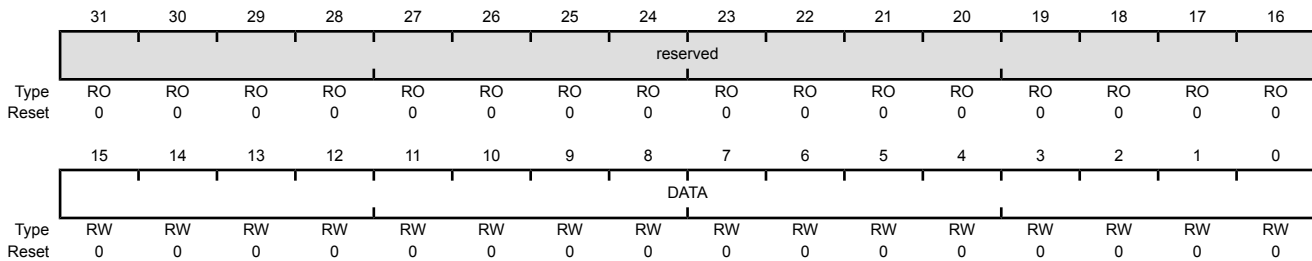 31 30 29 28 27 26 25 24 23 22 21 20 19 18 17 16
reserved
Type RO RO RO RO RO RO RO RO RO RO RO RO RO RO RO RO
Reset 0 0 0 0 0 0 0 0 0 0 0 0 0 0 0 0
15 14 13 12 11 10 9 8 7 6 5 4 3 2 1 0
DATA
Type RW RW RW RW RW RW RW RW RW RW RW RW RW RW RW RW
Reset 0 0 0 0 0 0 0 0 0 0 0 0 0 0 0 0